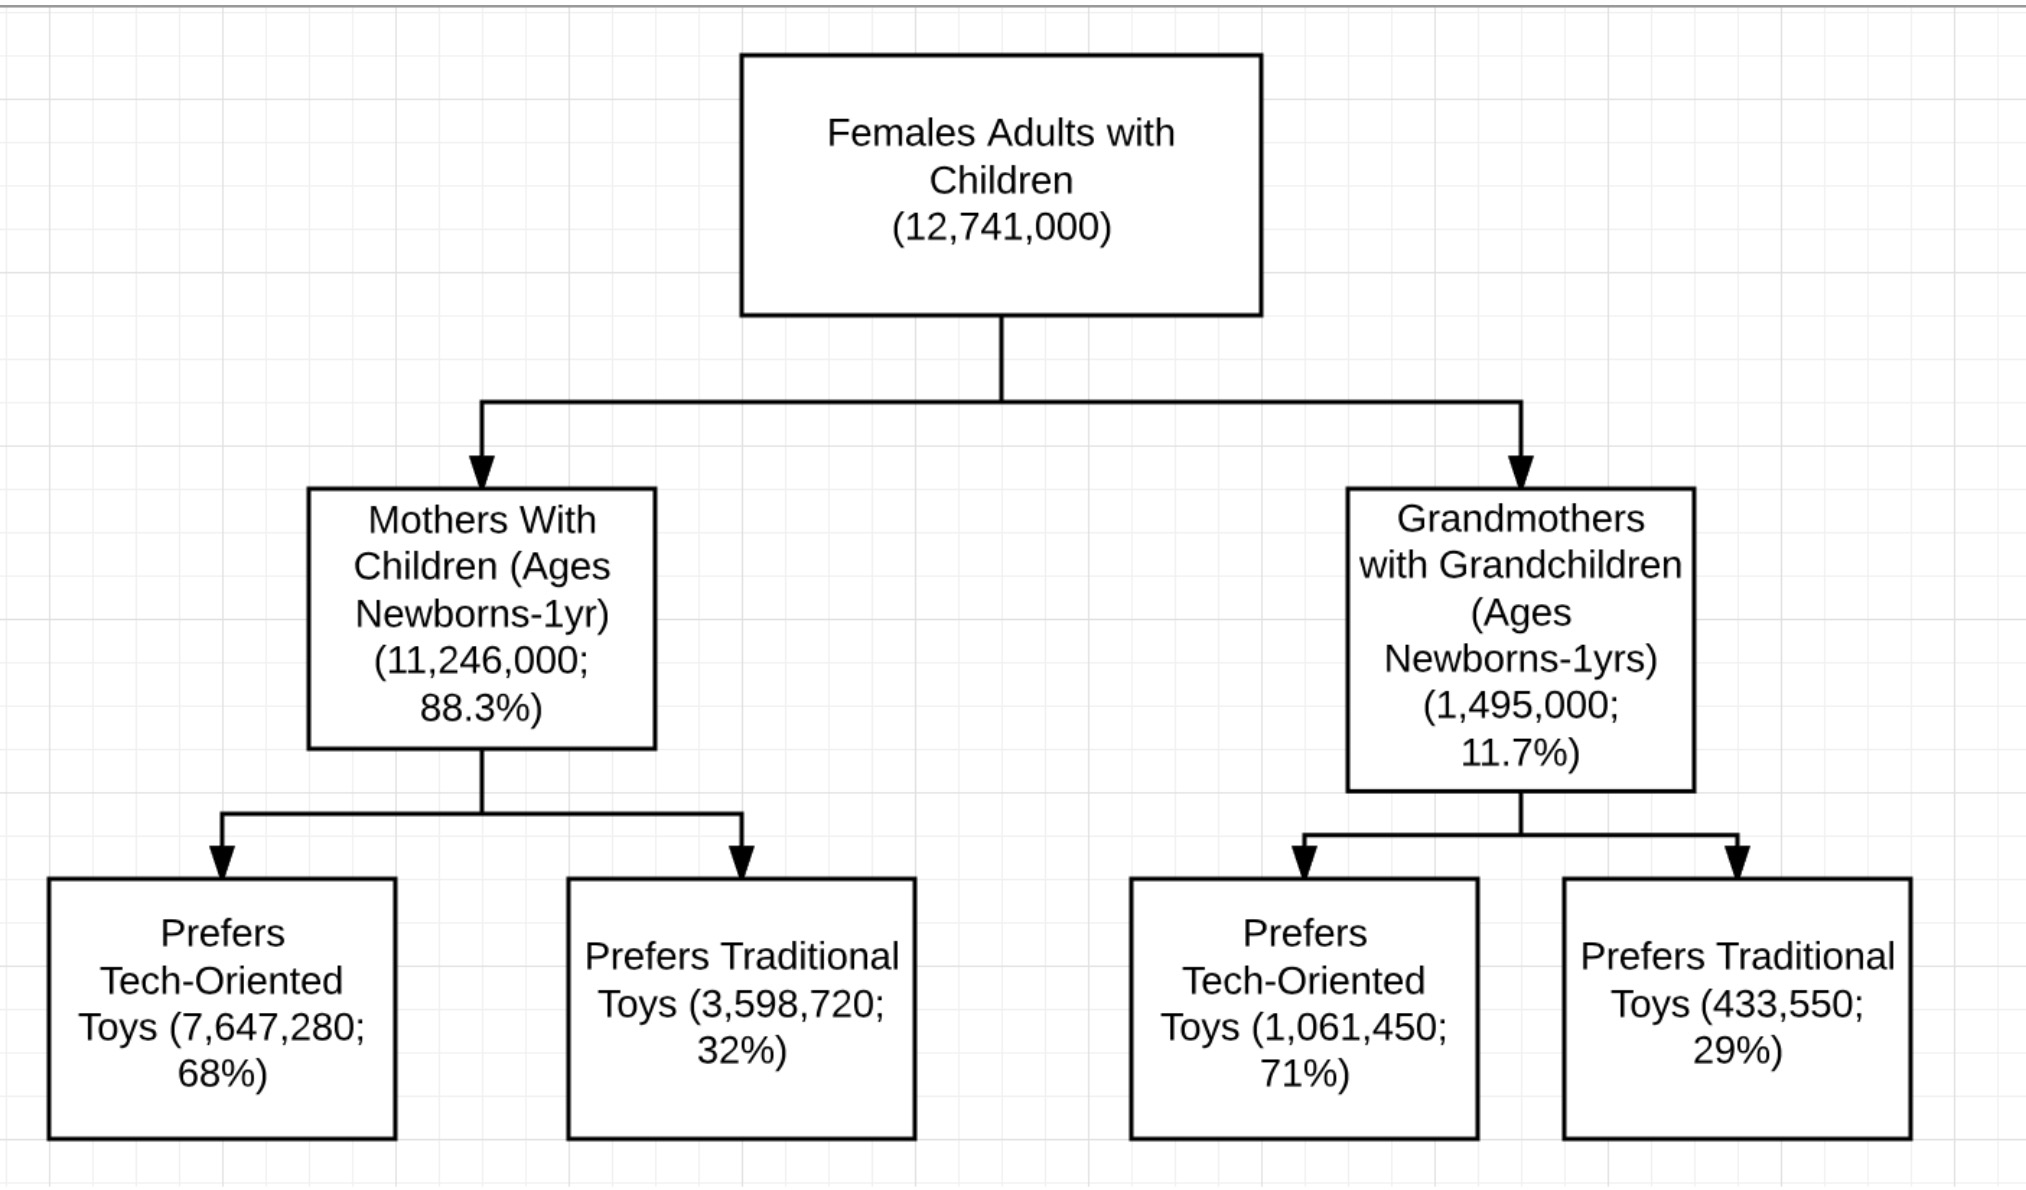 Females Adults with
Children
(12,741,000)
Mothers With
Children (Ages
Newborns-1yr)
(11,246,000;
88.3%)
Grandmothers
with Grandchildren
(Ages
Newborns-1yrs)
(1,495,000;
11.7%)
Prefers
Tech-Oriented
Toys (7,647,280;
68%)
Prefers Traditional
Toys (3,598,720;
32%)
Prefers
Tech-Oriented
Toys (1,061,450;
71%)
Prefers Traditional
Toys (433,550;
29%)